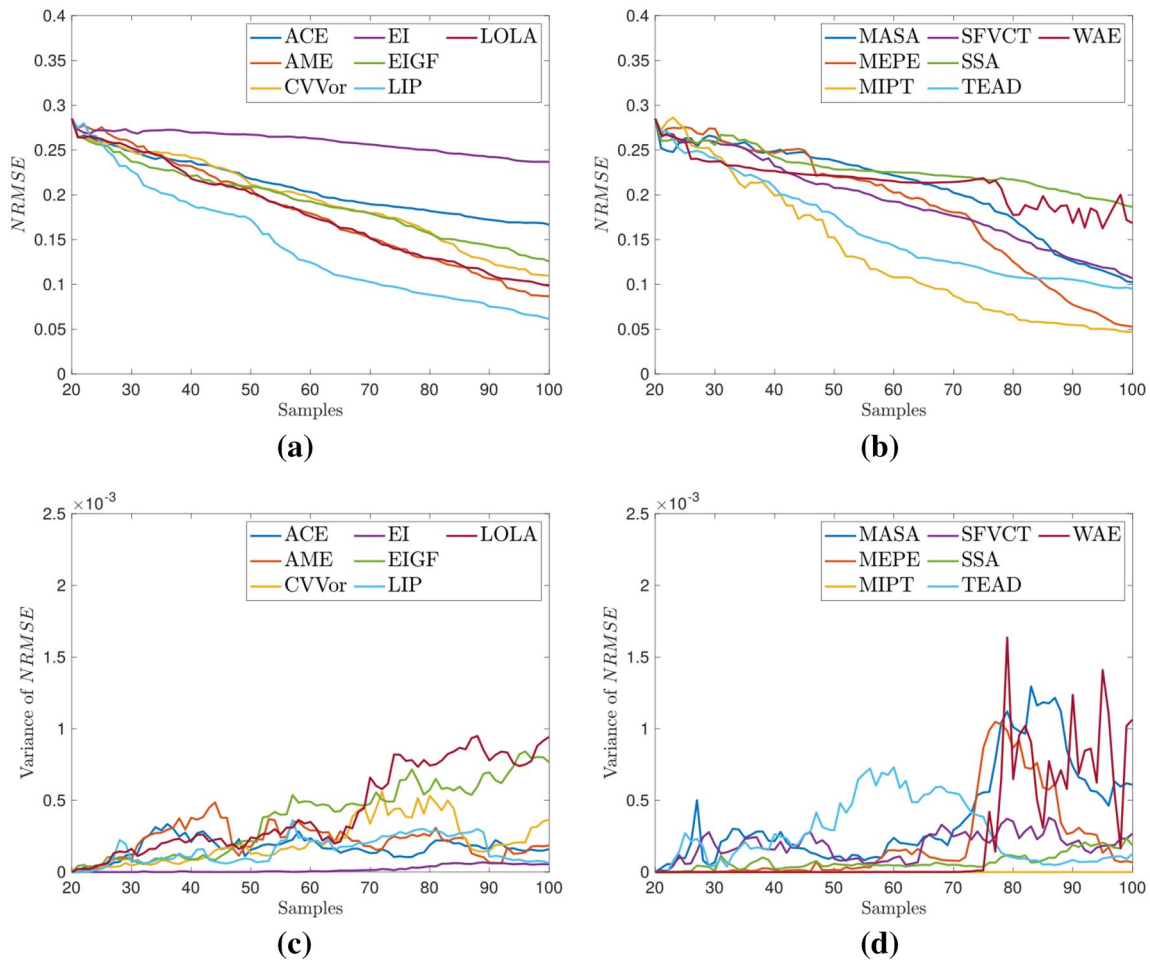 0.4
0.35
0.3
0.25
0.2
0.15
0.1
0.05
0
NRMSE
ACE EI LOLA
AME EIGF
CVVor LIP
20 30 40 50 60 70 80 90 100
Samples
(a)
0.4
0.35
0.3
0.25
0.2
0.15
0.1
0.05
0
NRMSE
MASA SFVCT WAE
MEPE SSA
MIPT TEAD
20 30 40 50 60 70 80 90 100
Samples
(b)
×10-3
2.5
2
1.5
1
0.5
0
Variance of NRMSE
ACE EI LOLA
AME EIGF
CVVor LIP
20 30 40 50 60 70 80 90 100
Samples
(c)
×10-3
2.5
2
1.5
1
0.5
0
Variance of NRMSE
MASA SFVCT WAE
MEPE SSA
MIPT TEAD
20 30 40 50 60 70 80 90 100
Samples
(d)